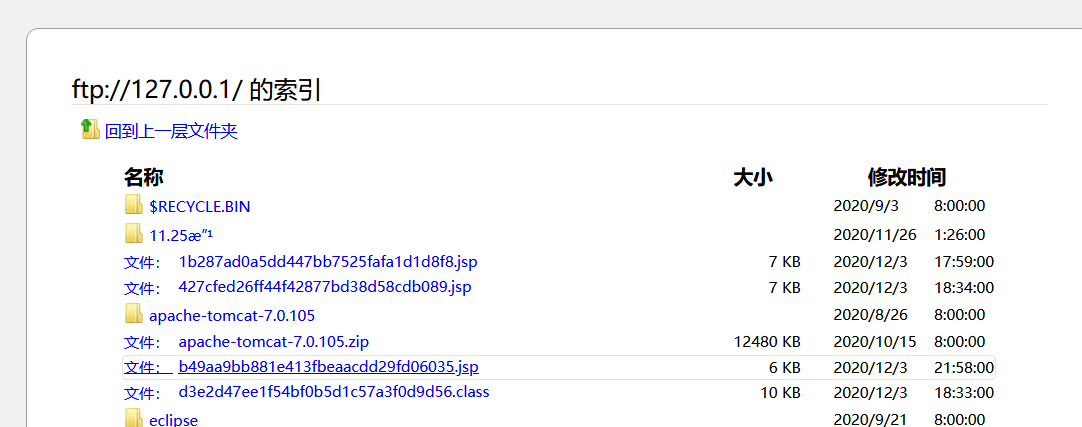 ftp://127.0.0.1/ 的索引
回到上一层文件夹
名称 大小 修改时间
$RECYCLE.BIN 2020/9/3 8:00:00
11.25æ”¹ 2020/11/26 1:26:00
文件： 1b287ad0a5dd447bb7525fafa1d1d8f8.jsp 7 KB 2020/12/3 17:59:00
文件： 427cfed26ff44f42877bd38d58cdb089.jsp 7 KB 2020/12/3 18:34:00
apache-tomcat-7.0.105 2020/8/26 8:00:00
文件： apache-tomcat-7.0.105.zip 12480 KB 2020/10/15 8:00:00
文件： b49aa9bb881e413fbeaacdd29fd06035.jsp 6 KB 2020/12/3 21:58:00
文件： d3e2d47ee1f54bf0b5d1c57a3f0d9d56.class 10 KB 2020/12/3 18:33:00
eclipse 2020/9/21 8:00:00